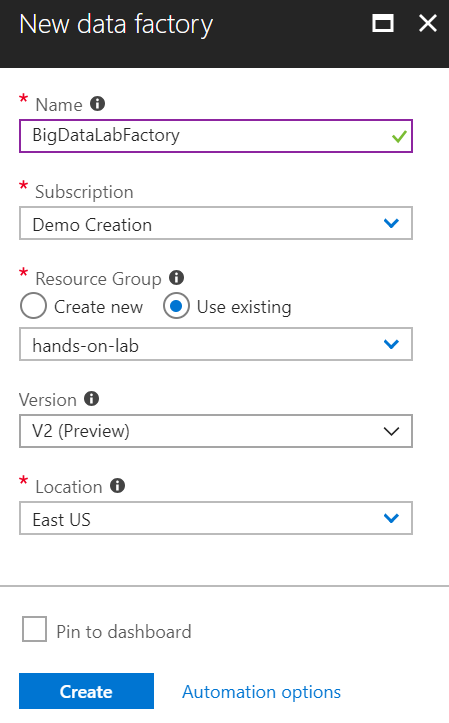 New data factory
* Name
BigDataLabFactory
* Subscription
Demo Creation
* Resource Group
Create new Use existing
hands-on-lab
Version
V2 (Preview)
* Location
East US
Pin to dashboard
Create Automation options